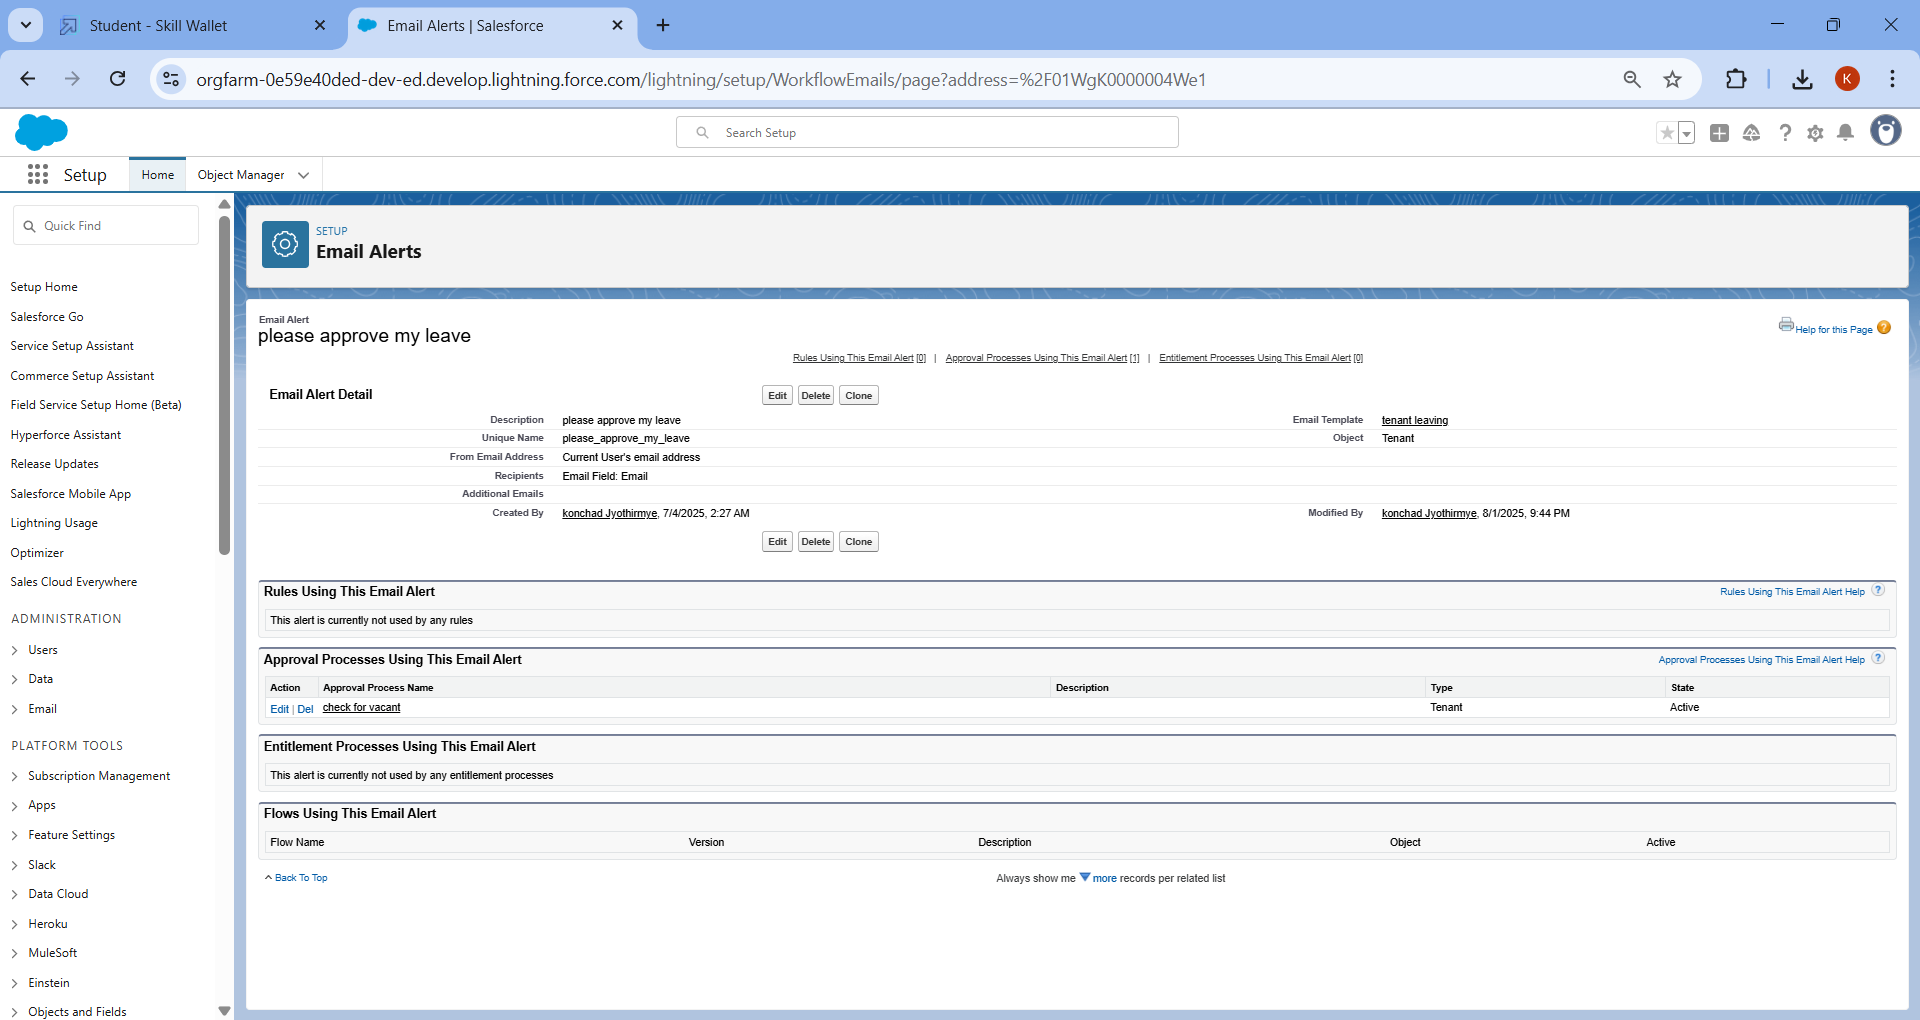 Student - Skill Wallet
Email Alerts | Salesforce
orgfarm-0e59e40ded-dev-ed.develop.lightning.force.com/lightning/setup/WorkflowEmails/page?address=%2F01WgK0000004We1
K
Search Setup
Setup
Home
Object Manager
Quick Find
Setup Home
Salesforce Go
Service Setup Assistant
Commerce Setup Assistant
Field Service Setup Home (Beta)
Hyperforce Assistant
Release Updates
Salesforce Mobile App
Lightning Usage
Optimizer
Sales Cloud Everywhere
ADMINISTRATION
Users
Data
Email
PLATFORM TOOLS
Subscription Management
Apps
Feature Settings
Slack
Data Cloud
Heroku
MuleSoft
Einstein
Objects and Fields
SETUP
Email Alerts
Email Alert
please approve my leave
Help for this Page ?
Rules Using This Email Alert [0] | Approval Processes Using This Email Alert [1] | Entitlement Processes Using This Email Alert [0]
Email Alert Detail
Edit Delete Clone
Description please approve my leave Email Template tenant leaving
Unique Name please_approve_my_leave Object Tenant
From Email Address Current User's email address
Recipients Email Field: Email
Additional Emails
Created By konchad Jyothirmye, 7/4/2025, 2:27 AM Modified By konchad Jyothirmye, 8/1/2025, 9:44 PM
Edit Delete Clone
Rules Using This Email Alert Rules Using This Email Alert Help ?
This alert is currently not used by any rules
Approval Processes Using This Email Alert Approval Processes Using This Email Alert Help ?
Action Approval Process Name Description Type State
Edit | Del check for vacant Tenant Active
Entitlement Processes Using This Email Alert
This alert is currently not used by any entitlement processes
Flows Using This Email Alert
Flow Name Version Description Object Active
Back To Top Always show me more records per related list